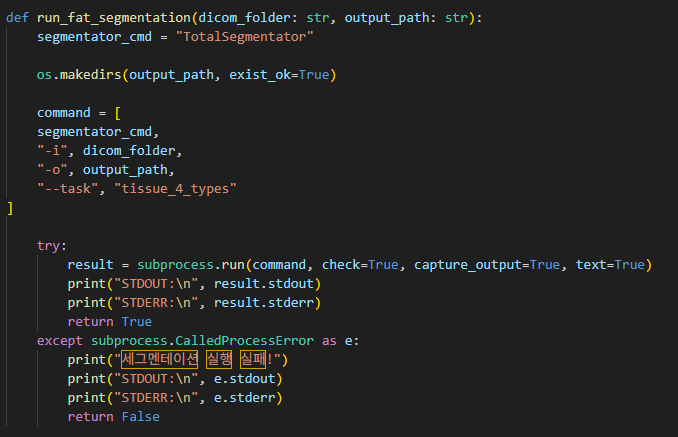 def run_fat_segmentation(dicom_folder: str, output_path: str):
    segmentator_cmd = "TotalSegmentator"
    os.makedirs(output_path, exist_ok=True)
    command = [
    segmentator_cmd,
    "-i", dicom_folder,
    "-o", output_path,
    "--task", "tissue_4_types"
]
    try:
        result = subprocess.run(command, check=True, capture_output=True, text=True)
        print("STDOUT:\n", result.stdout)
        print("STDERR:\n", result.stderr)
        return True
    except subprocess.CalledProcessError as e:
        print("세그멘테이션 실행 실패!")
        print("STDOUT:\n", e.stdout)
        print("STDERR:\n", e.stderr)
        return False